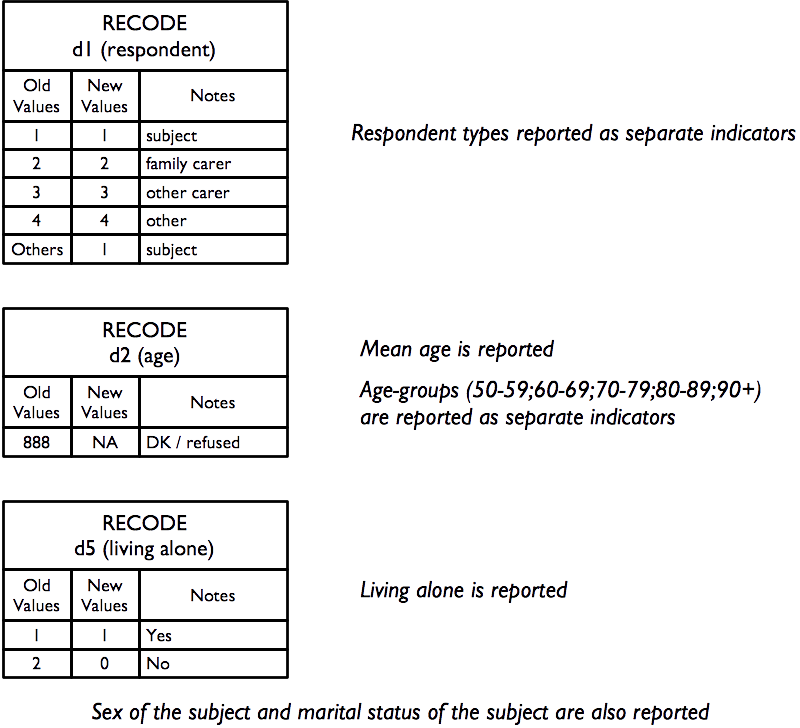 RECODE
d1 (respondent)
Old Values New Values Notes
1 1 subject
2 2 family carer
3 3 other carer
4 4 other
Others 1 subject
Respondent types reported as separate indicators
RECODE
d2 (age)
Old Values New Values Notes
888 NA DK / refused
Mean age is reported
Age-groups (50-59;60-69;70-79;80-89;90+)
are reported as separate indicators
RECODE
d5 (living alone)
Old Values New Values Notes
1 1 Yes
2 0 No
Living alone is reported
Sex of the subject and marital status of the subject are also reported